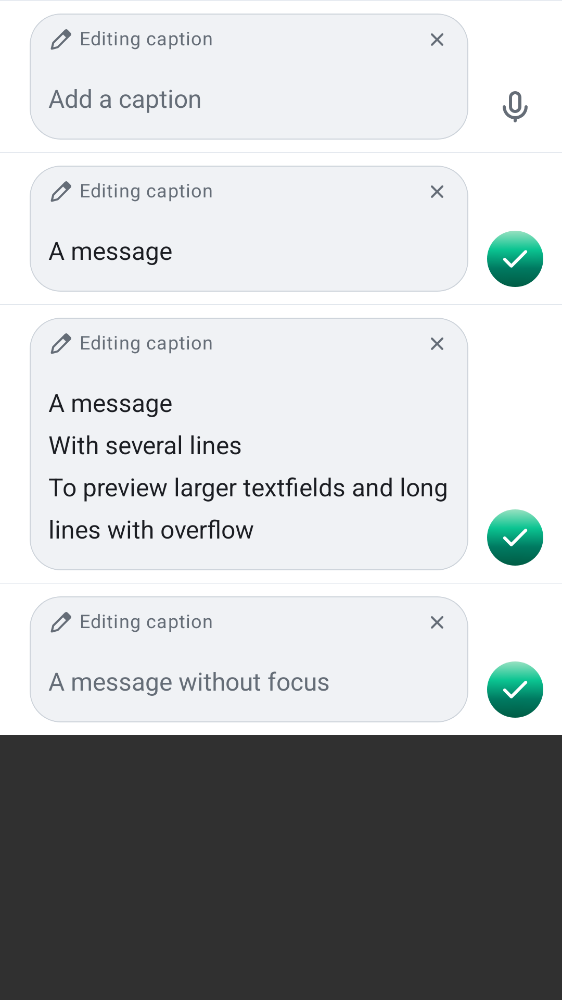 Editing caption
Add a caption
Editing caption
A message
Editing caption
A message
With several lines
To preview larger textfields and long
lines with overflow
Editing caption
A message without focus